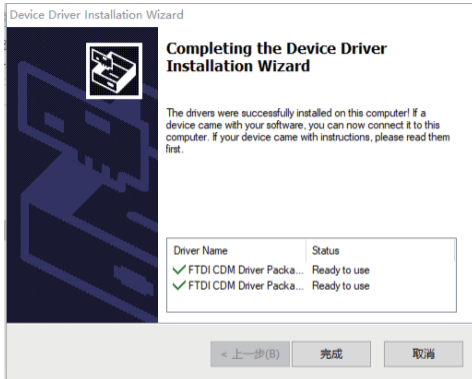 Device Driver Installation Wizard
Completing the Device Driver
Installation Wizard
The drivers were successfully installed on this computer! If a
device came with your software, you can now connect it to this
computer. If your device came with instructions, please read them
first.
Driver Name Status
FTDI CDM Driver Packa... Ready to use
FTDI CDM Driver Packa... Ready to use
< 上一步(B) 完成 取消